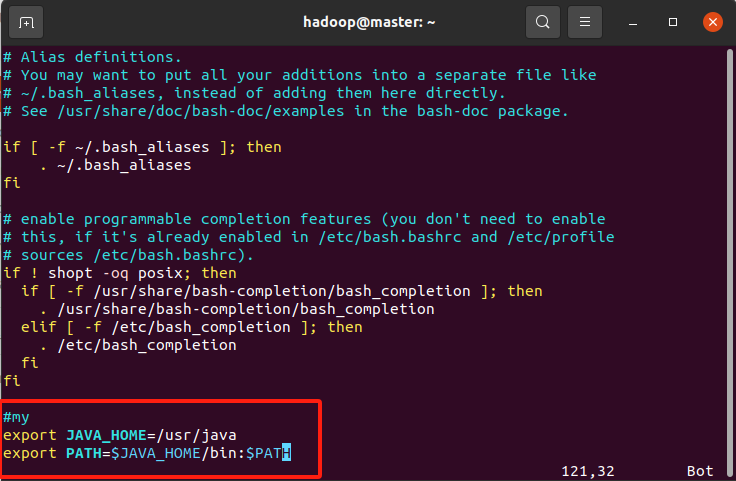 hadoop@master: ~
# Alias definitions.
# You may want to put all your additions into a separate file like
# ~/.bash_aliases, instead of adding them here directly.
# See /usr/share/doc/bash-doc/examples in the bash-doc package.
if [ -f ~/.bash_aliases ]; then
    . ~/.bash_aliases
fi
# enable programmable completion features (you don't need to enable
# this, if it's already enabled in /etc/bash.bashrc and /etc/profile
# sources /etc/bash.bashrc).
if ! shopt -oq posix; then
  if [ -f /usr/share/bash-completion/bash_completion ]; then
    . /usr/share/bash-completion/bash_completion
  elif [ -f /etc/bash_completion ]; then
    . /etc/bash_completion
  fi
fi
#my
export JAVA_HOME=/usr/java
export PATH=$JAVA_HOME/bin:$PATH
121,32 Bot